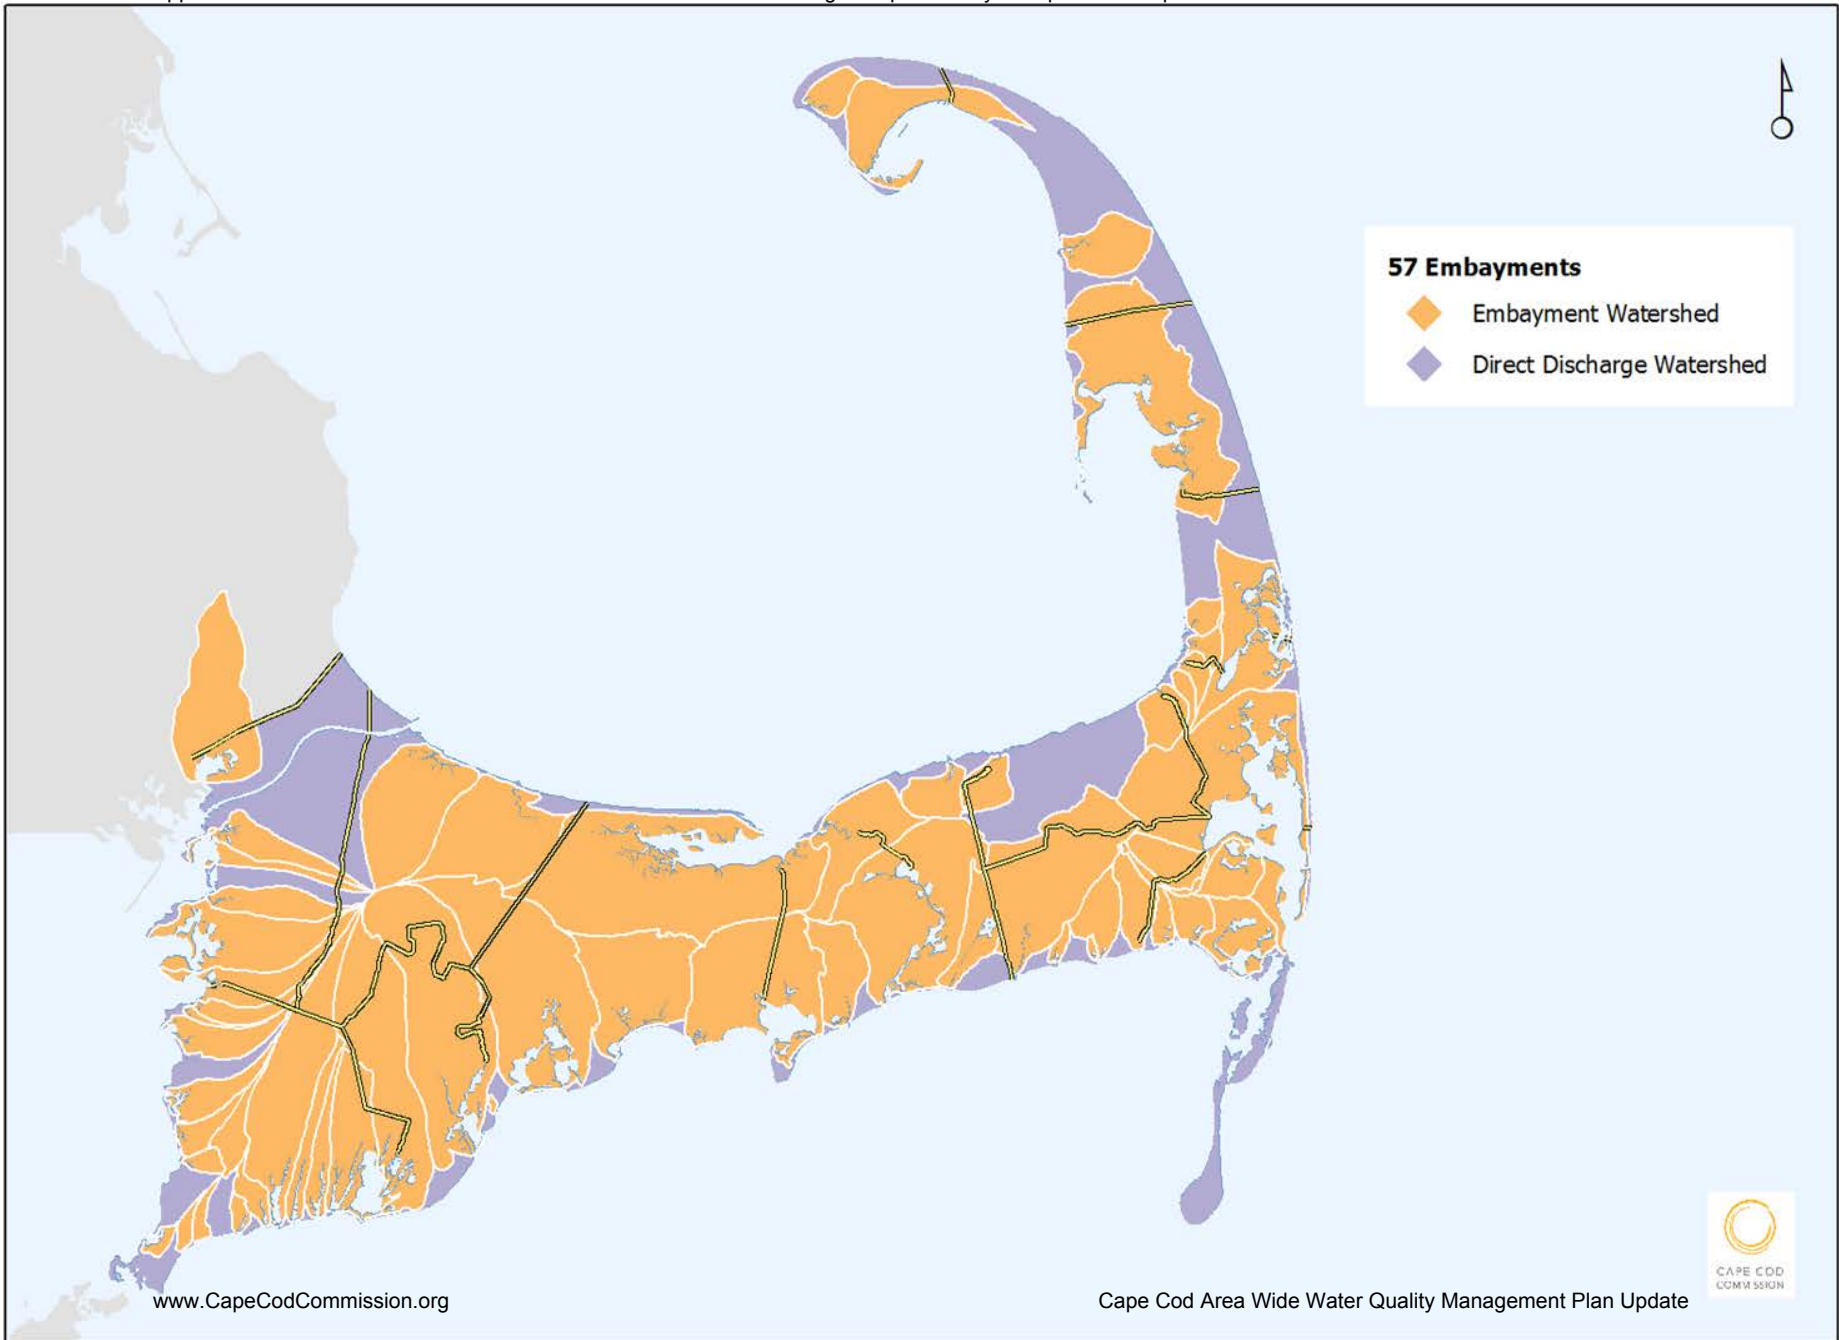 57 Embayments
Embayment Watershed
Direct Discharge Watershed
CAPE COD
COMMISSION
www.CapeCodCommission.org
Cape Cod Area Wide Water Quality Management Plan Update